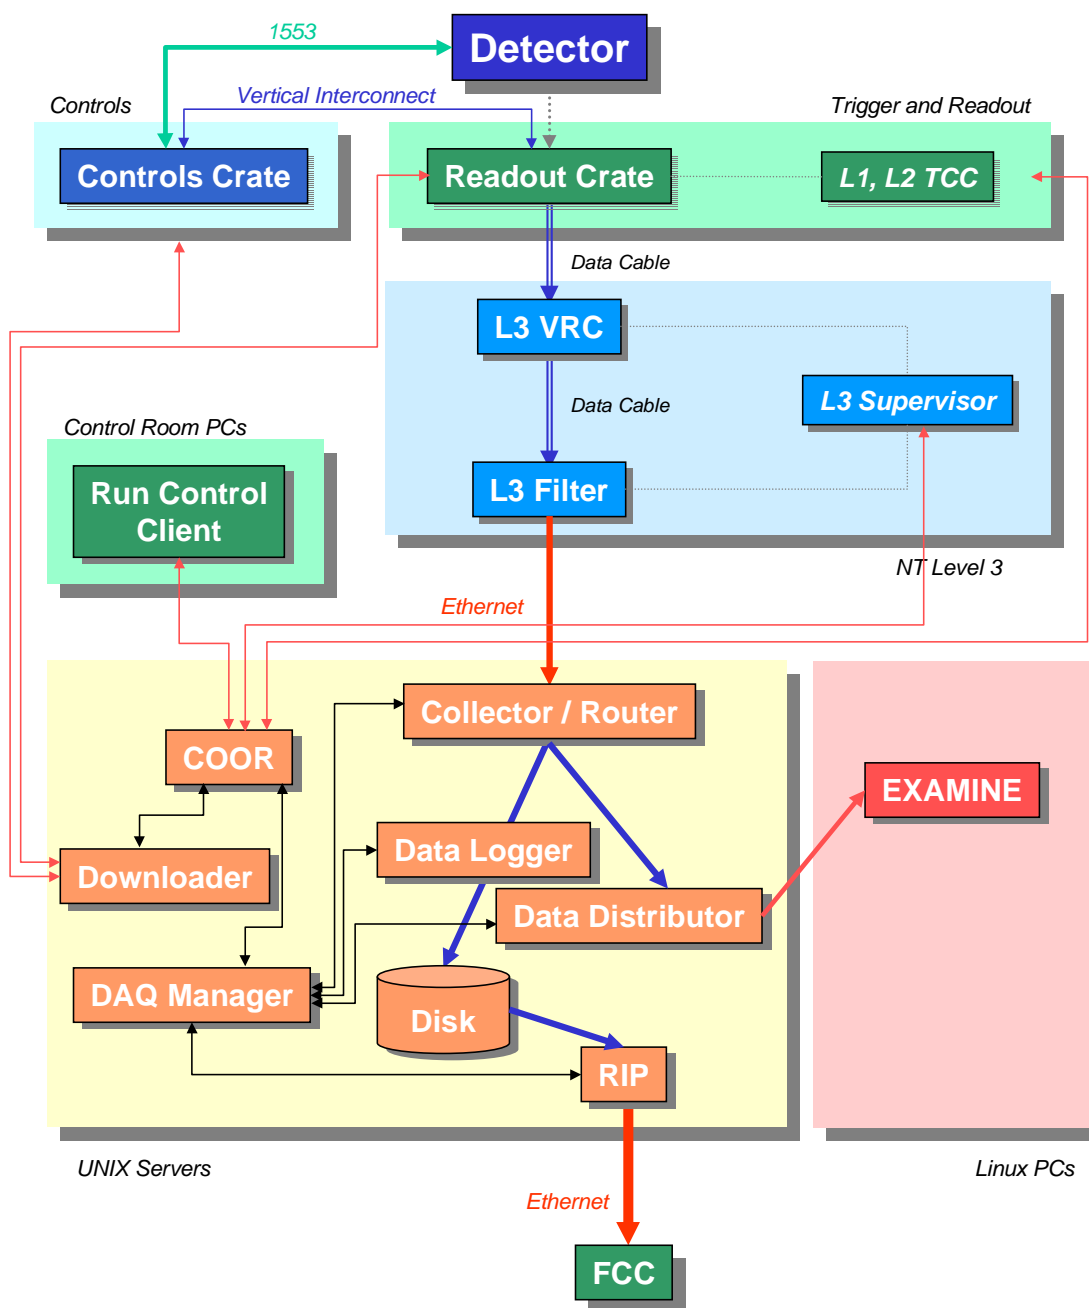 1553
Detector
Vertical Interconnect
Controls
Trigger and Readout
Controls Crate
Readout Crate
L1, L2 TCC
Data Cable
L3 VRC
L3 Supervisor
Data Cable
Control Room PCs
Run Control
Client
L3 Filter
NT Level 3
Ethernet
Collector / Router
COOR
EXAMINE
Data Logger
Downloader
Data Distributor
DAQ Manager
Disk
RIP
UNIX Servers
Linux PCs
Ethernet
FCC